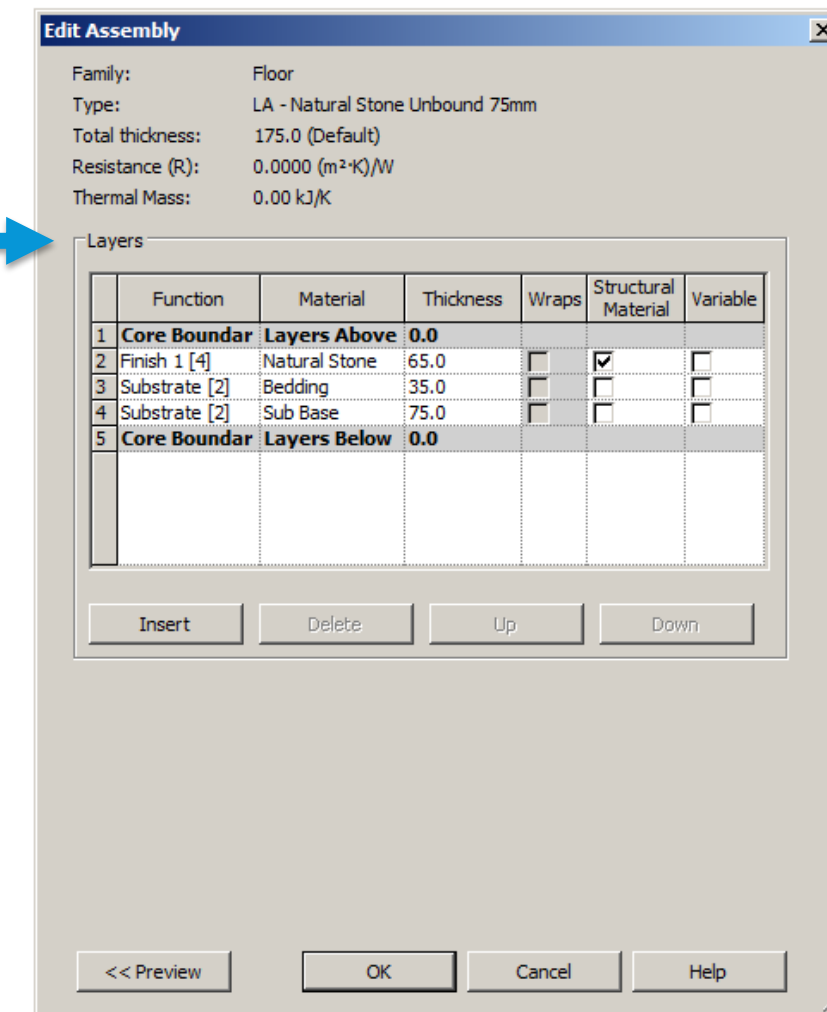 Edit Assembly
Family: Floor
Type: LA - Natural Stone Unbound 75mm
Total thickness: 175.0 (Default)
Resistance (R): 0.0000 (m²·K)/W
Thermal Mass: 0.00 kJ/K
Layers
Function Material Thickness Wraps Structural Material Variable
1 Core Boundar Layers Above 0.0
2 Finish 1 [4] Natural Stone 65.0
3 Substrate [2] Bedding 35.0
4 Substrate [2] Sub Base 75.0
5 Core Boundar Layers Below 0.0
Insert Delete Up Down
<< Preview OK Cancel Help